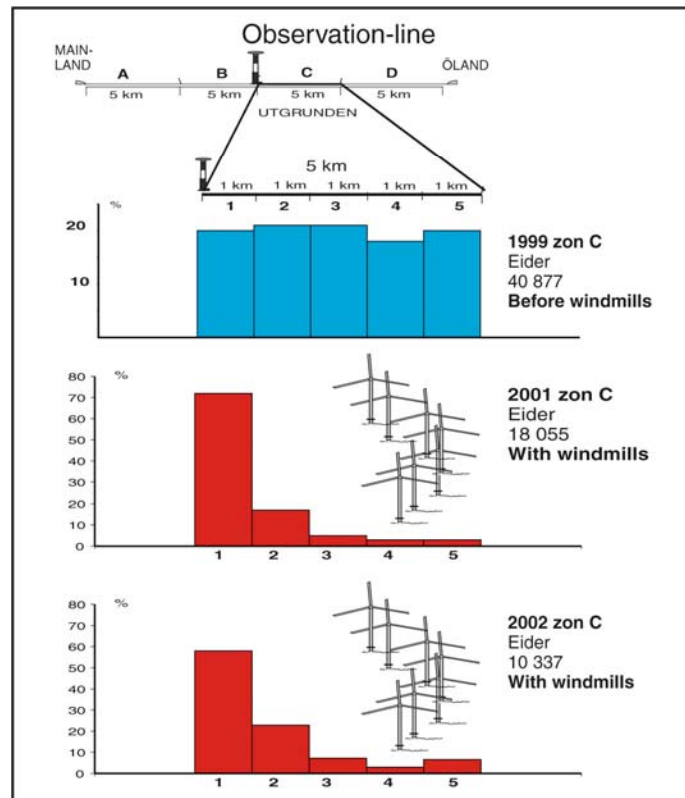 Observation-line
MAIN-
LAND
ÖLAND
A B C D
5 km 5 km 5 km 5 km
UTGRUNDEN
5 km
1 km 1 km 1 km 1 km 1 km
1 2 3 4 5
%
20
10
1999 zon C
Eider
40 877
Before windmills
%
80
70
60
50
40
30
20
10
0
1 2 3 4 5
2001 zon C
Eider
18 055
With windmills
%
80
70
60
50
40
30
20
10
0
1 2 3 4 5
2002 zon C
Eider
10 337
With windmills